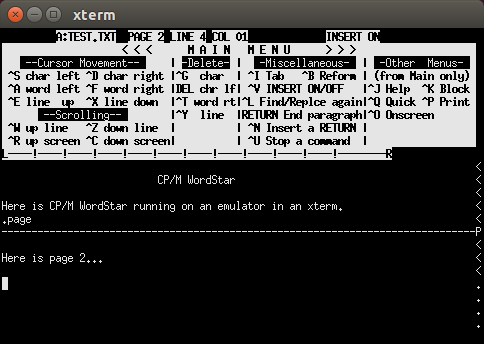 xterm
A:TEST.TXT PAGE 2 LINE 4 COL 01 INSERT ON
< < < M A I N M E N U > > >
--Cursor Movement-- | -Delete- | -Miscellaneous- | -Other Menus-
^S char left ^D char right |^G char | ^I Tab ^B Reform | (from Main only)
^A word left ^F word right |DEL chr lf| ^V INSERT ON/OFF |^J Help ^K Block
^E line up ^X line down |^T word rt|^L Find/Replce again|^Q Quick ^P Print
--Scrolling-- |^Y line |RETURN End paragraph|^O Onscreen
^W up line ^Z down line | | ^N Insert a RETURN |
^R up screen ^C down screen| | ^U Stop a command |
L----!----!----!----!----!----!----!----!----!----!--------R
CP/M WordStar <
<
<
Here is CP/M WordStar running on an emulator in an xterm. <
.page <
--------------------------------------------------------------------------P
<
Here is page 2... <
<
.
.
.
.